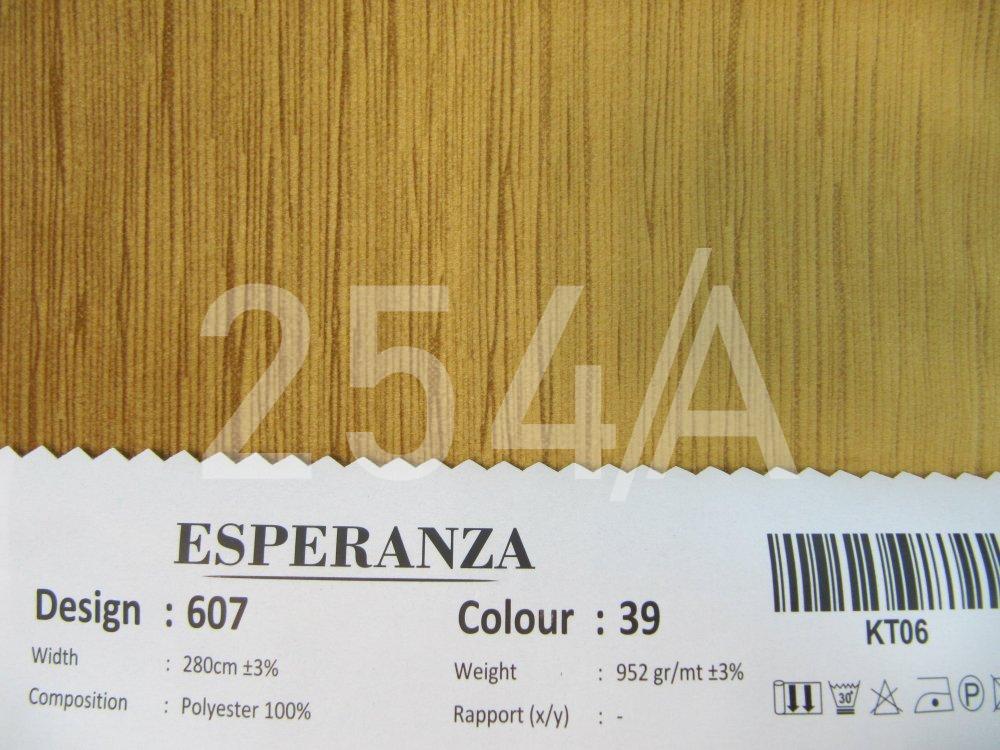 254/A
ESPERANZA
Design : 607
Colour : 39
KT06
Width : 280cm ±3%
Weight : 952 gr/mt ±3%
Composition : Polyester 100%
Rapport (x/y) : -
30°
P